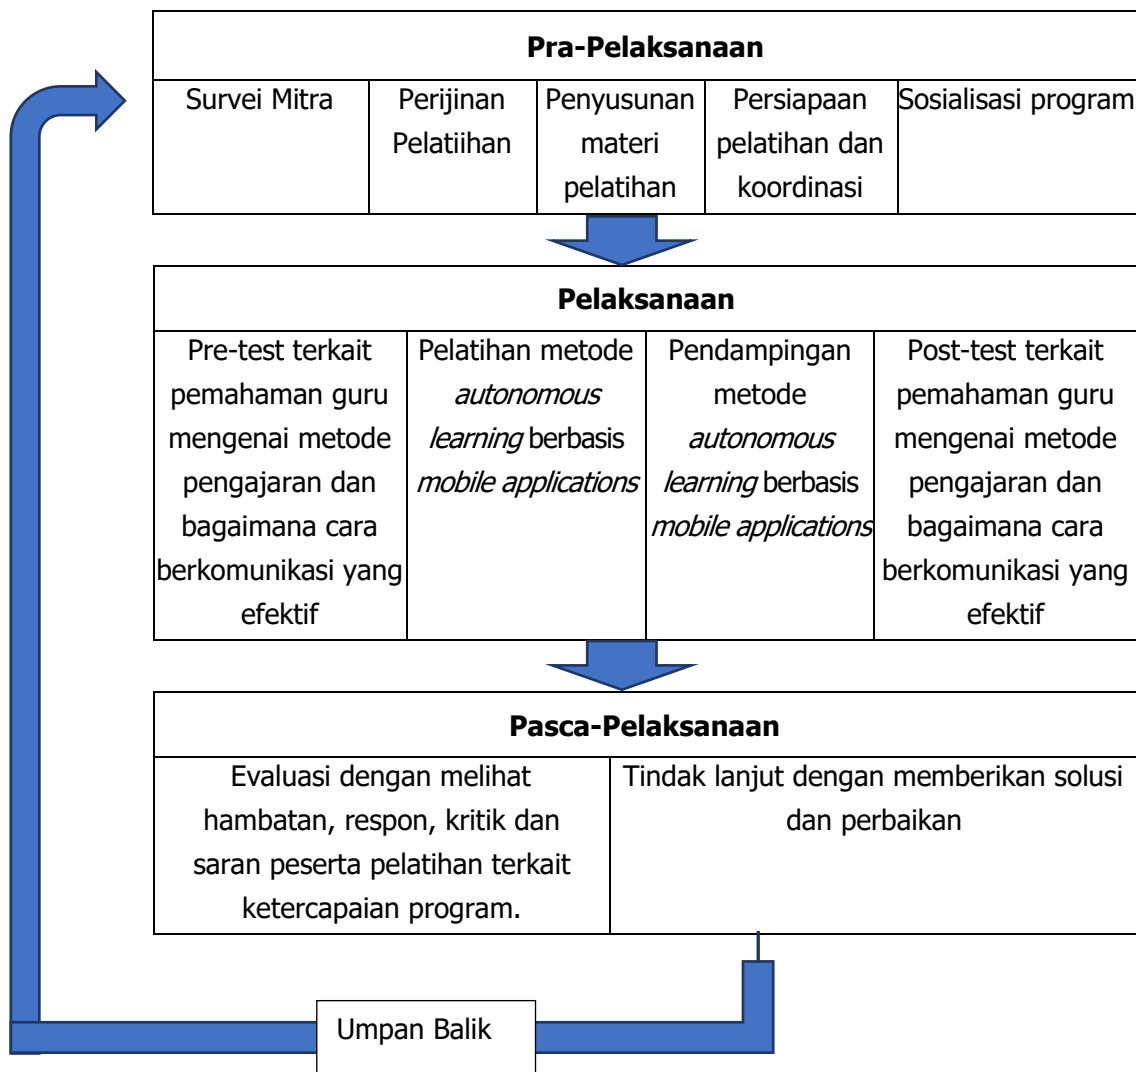 Pra-Pelaksanaan
Survei Mitra
Perijinan
Pelatiihan
Penyusunan
materi
pelatihan
Persiapaan
pelatihan dan
koordinasi
Sosialisasi program
Pelaksanaan
Pre-test terkait
pemahaman guru
mengenai metode
pengajaran dan
bagaimana cara
berkomunikasi yang
efektif
Pelatihan metode
autonomous
learning berbasis
mobile applications
Pendampingan
metode
autonomous
learning berbasis
mobile applications
Post-test terkait
pemahaman guru
mengenai metode
pengajaran dan
bagaimana cara
berkomunikasi yang
efektif
Pasca-Pelaksanaan
Evaluasi dengan melihat
hambatan, respon, kritik dan
saran peserta pelatihan terkait
ketercapaian program.
Tindak lanjut dengan memberikan solusi
dan perbaikan
Umpan Balik